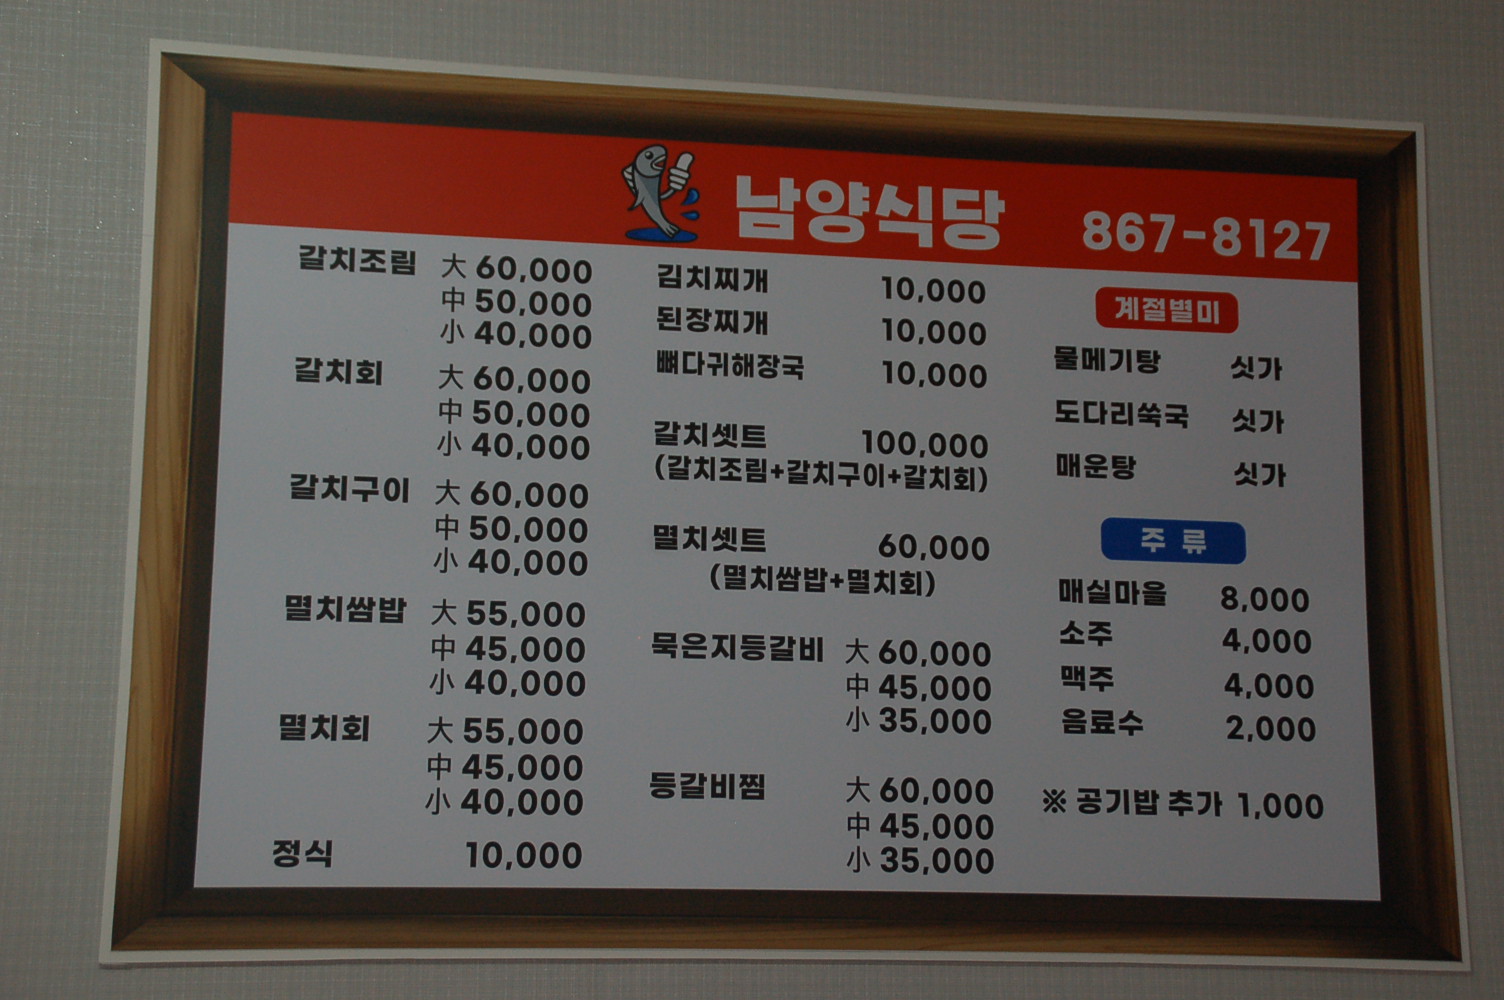 남양식당 867-8127
갈치조림 大 60,000
中 50,000
小 40,000
갈치회 大 60,000
中 50,000
小 40,000
갈치구이 大 60,000
中 50,000
小 40,000
멸치쌈밥 大 55,000
中 45,000
小 40,000
멸치회 大 55,000
中 45,000
小 40,000
정식 10,000
김치찌개 10,000
된장찌개 10,000
뼈다귀해장국 10,000
갈치셋트 100,000
(갈치조림+갈치구이+갈치회)
멸치셋트 60,000
(멸치쌈밥+멸치회)
묵은지등갈비 大 60,000
中 45,000
小 35,000
등갈비찜 大 60,000
中 45,000
小 35,000
계절별미
물메기탕 싯가
도다리쑥국 싯가
매운탕 싯가
주 류
매실마을 8,000
소주 4,000
맥주 4,000
음료수 2,000
※ 공기밥 추가 1,000